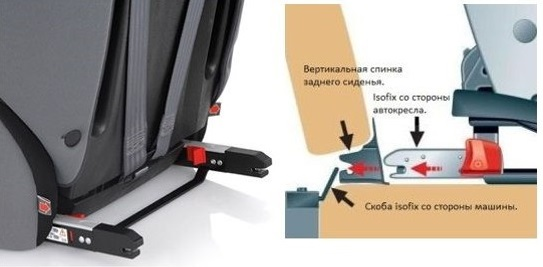 Вертикальная спинка
заднего сиденья.
Isofix со стороны
автокресла.
Скоба isofix со стороны машины.